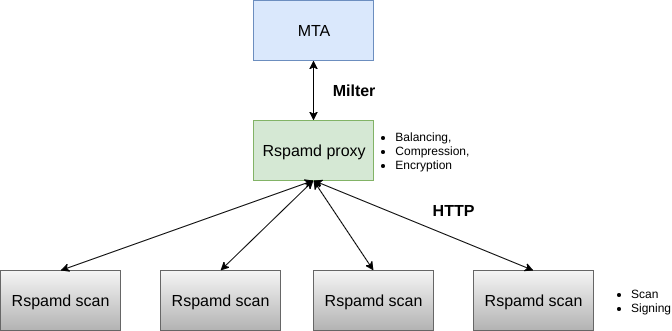 MTA
Milter
Rspamd proxy
• Balancing,
• Compression,
• Encryption
HTTP
Rspamd scan
Rspamd scan
Rspamd scan
Rspamd scan
• Scan
• Signing